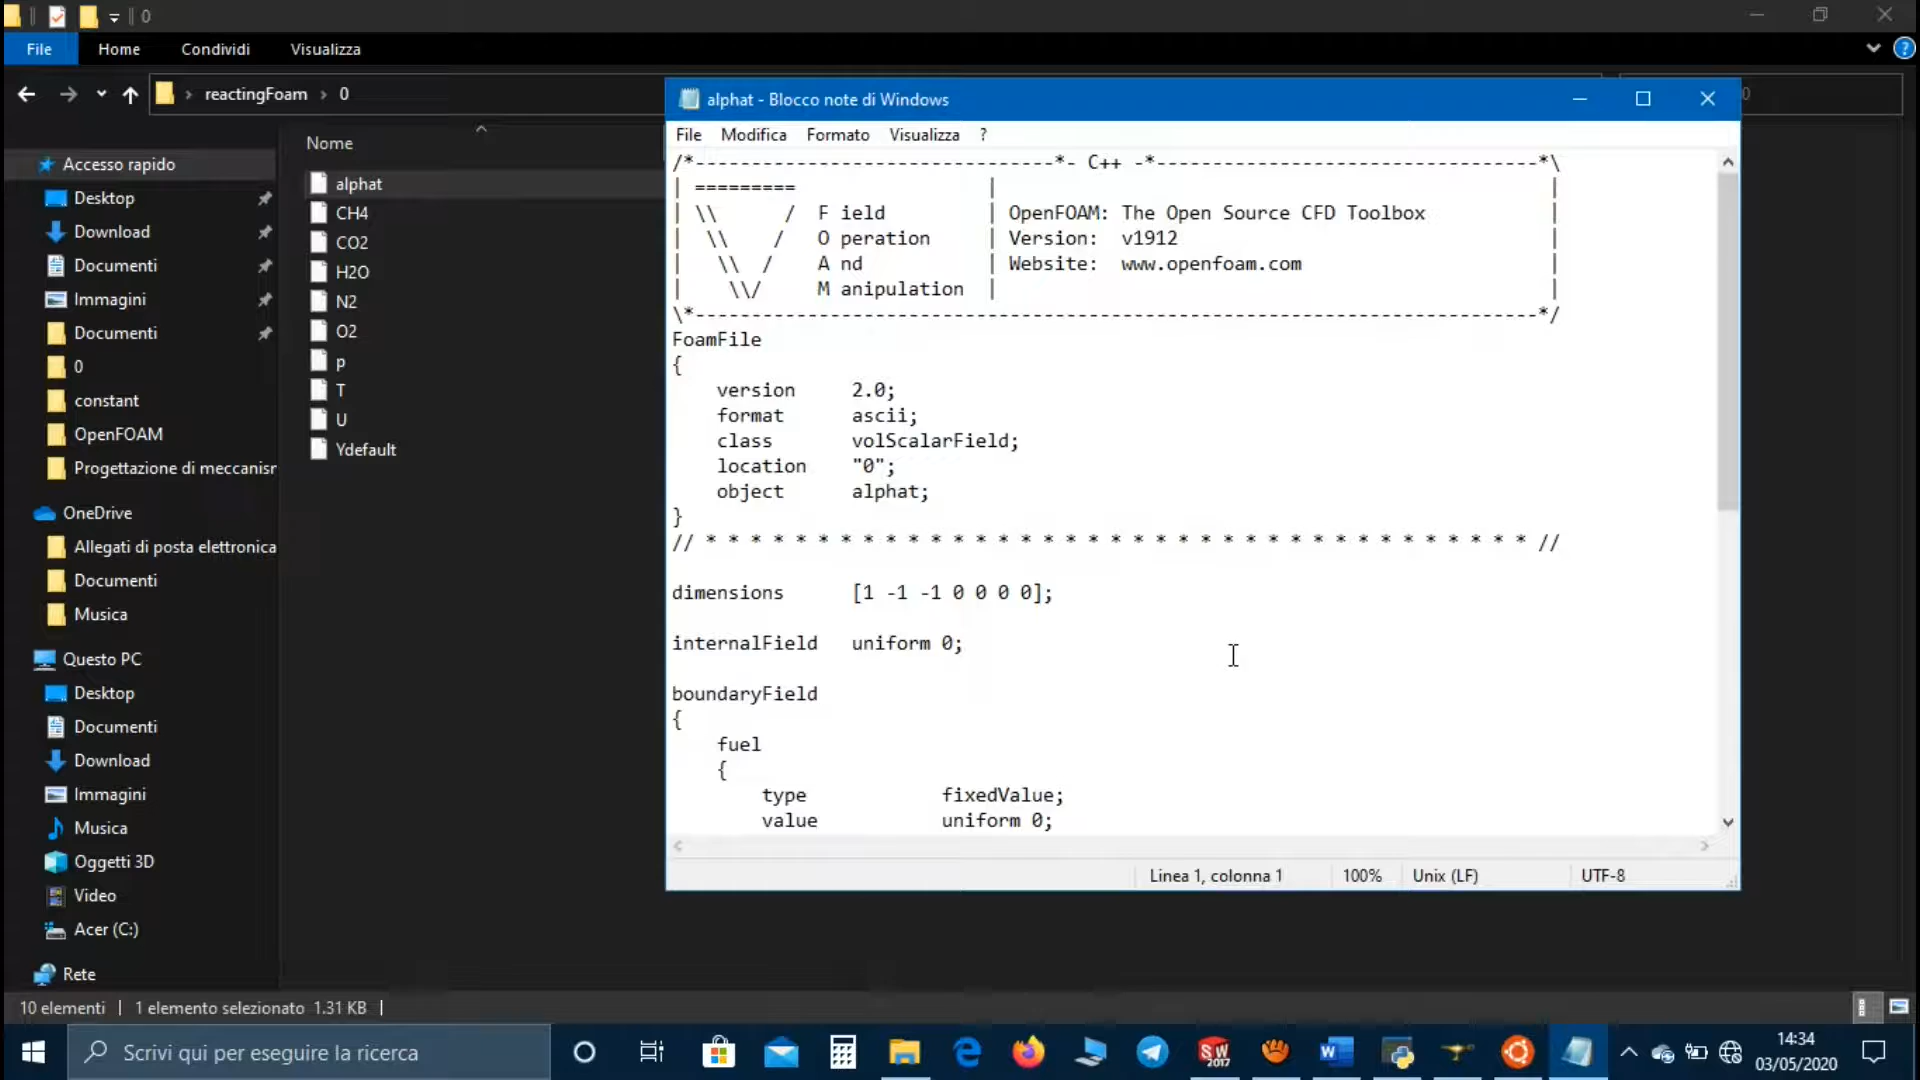 0
File Home Condividi Visualizza
reactingFoam 0
Nome
alphat
CH4
CO2
H2O
N2
O2
p
T
U
Ydefault
Accesso rapido
Desktop
Download
Documenti
Immagini
Documenti
0
constant
OpenFOAM
Progettazione di meccanisr
OneDrive
Allegati di posta elettronica
Documenti
Musica
Questo PC
Desktop
Documenti
Download
Immagini
Musica
Oggetti 3D
Video
Acer (C:)
Rete
10 elementi 1 elemento selezionato 1.31 KB
alphat - Blocco note di Windows
File Modifica Formato Visualizza ?
/*--------------------------------*- C++ -*----------------------------------*\
| ========= | |
| \\ / F ield | OpenFOAM: The Open Source CFD Toolbox |
| \\ / O peration | Version: v1912 |
| \\ / A nd | Website: www.openfoam.com |
| \\/ M anipulation | |
\*---------------------------------------------------------------------------*/
FoamFile
{
version 2.0;
format ascii;
class volScalarField;
location "0";
object alphat;
}
// * * * * * * * * * * * * * * * * * * * * * * * * * * * * * * * * * * * * * //
dimensions [1 -1 -1 0 0 0 0];
internalField uniform 0;
boundaryField
{
fuel
{
type fixedValue;
value uniform 0;
Linea 1, colonna 1 100% Unix (LF) UTF-8
Scrivi qui per eseguire la ricerca
SW
2017
W
14:34
03/05/2020